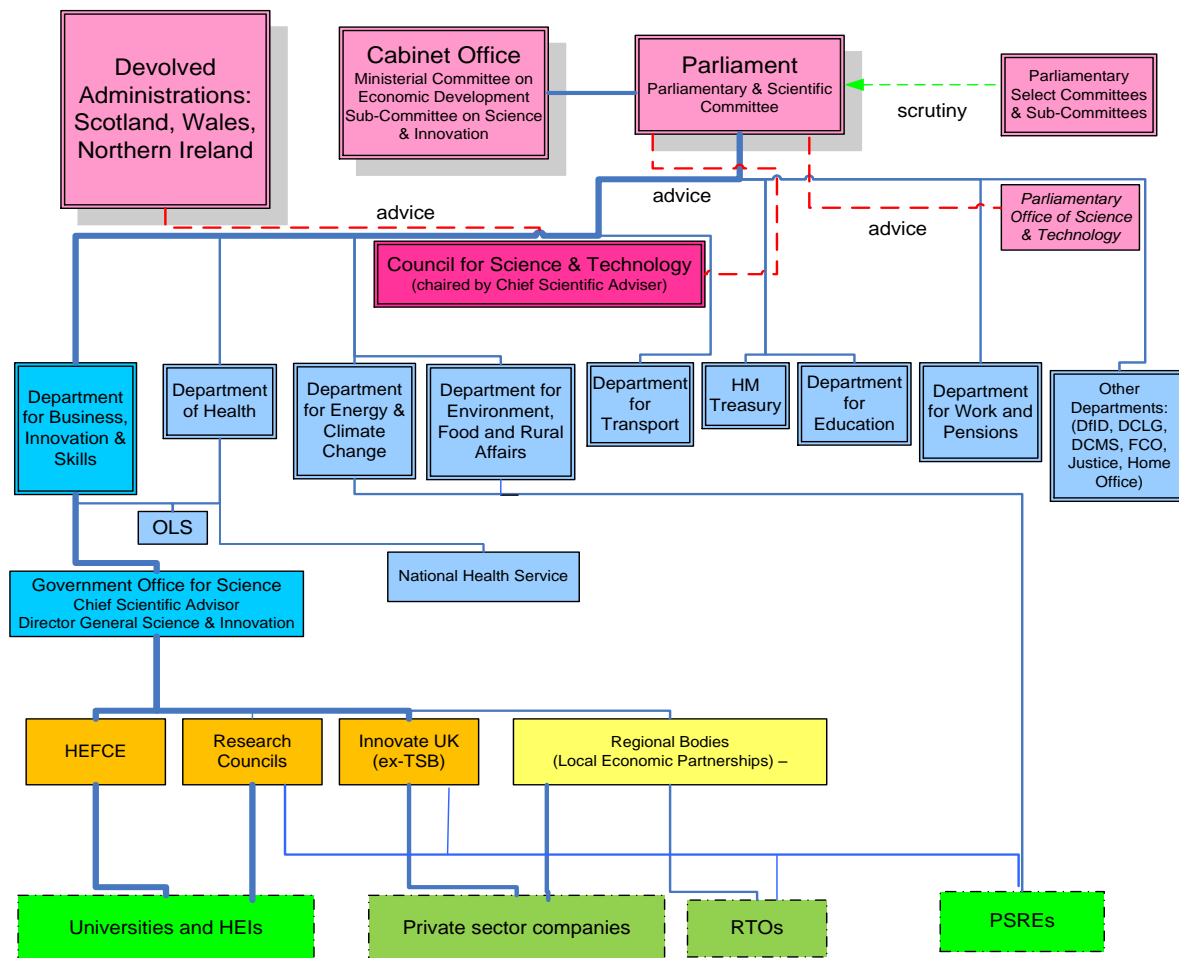 Devolved
Administrations:
Scotland, Wales,
Northern Ireland
Cabinet Office
Ministerial Committee on
Economic Development
Sub-Committee on Science
& Innovation
Parliament
Parliamentary & Scientific
Committee
scrutiny
Parliamentary
Select Committees
& Sub-Committees
advice
advice
advice
Parliamentary
Office of Science
& Technology
Council for Science & Technology
(chaired by Chief Scientific Adviser)
Department
for Business,
Innovation &
Skills
Department
of Health
Department
for Energy &
Climate
Change
Department for
Environment,
Food and Rural
Affairs
Department
for
Transport
HM
Treasury
Department
for
Education
Department
for Work and
Pensions
Other
Departments:
(DfID, DCLG,
DCMS, FCO,
Justice, Home
Office)
OLS
National Health Service
Government Office for Science
Chief Scientific Advisor
Director General Science & Innovation
HEFCE
Research
Councils
Innovate UK
(ex-TSB)
Regional Bodies
(Local Economic Partnerships) –
Universities and HEIs
Private sector companies
RTOs
PSREs